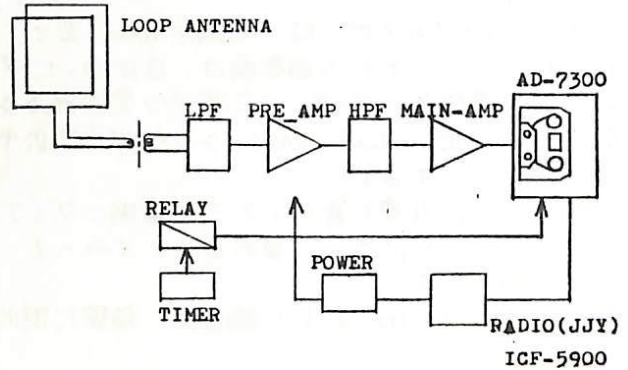 LOOP ANTENNA
AD-7300
LPF
PRE_AMP
HPF
MAIN-AMP
RELAY
TIMER
POWER
RADIO(JJY)
ICF-5900